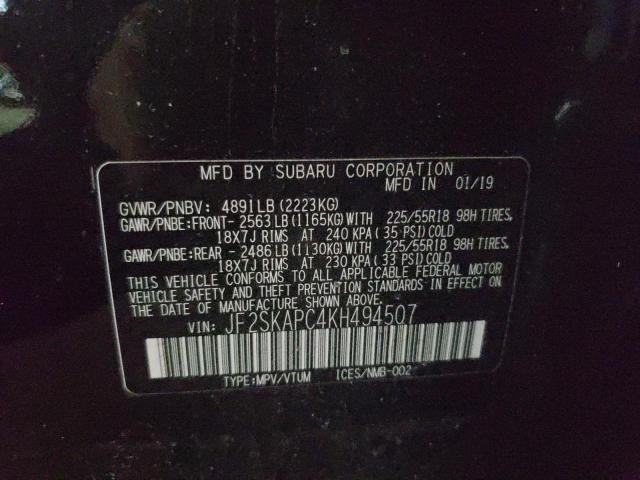 MFD BY SUBARU CORPORATION
MFD IN 01/19
GVWR/PNBV: 4891LB (2223KG)
GAWR/PNBE:FRONT- 2563LB (1165KG)WITH 225/55R18 98H TIRES,
18X7J RIMS AT 240 KPA (35 PSI)COLD
GAWR/PNBE:REAR - 2486LB (1130KG)WITH 225/55R18 98H TIRES,
18X7J RIMS AT 230 KPA (33 PSI)COLD
THIS VEHICLE CONFORMS TO ALL APPLICABLE FEDERAL MOTOR
VEHICLE SAFETY AND THEFT PREVENTION STANDARDS IN EFFECT ON
THE DATE OF MANUFACTURE SHOWN ABOVE.
VIN: JF2SKAPC4KH494507
TYPE:MPV/VTUM ICES/NMB-002